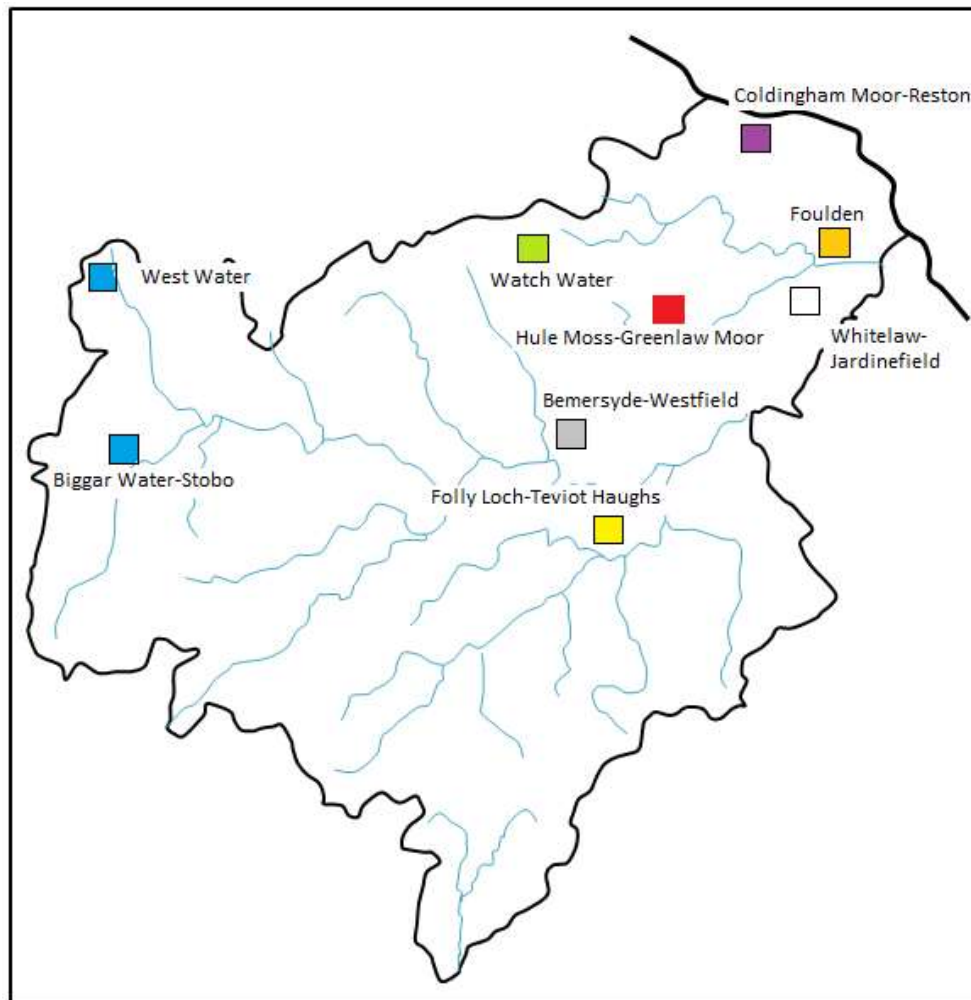 Coldingham Moor-Reston
Foulden
West Water
Watch Water
Hule Moss-Greenlaw Moor
Whitelaw-
Jardinefield
Bemersyde-Westfield
Biggar Water-Stobo
Folly Loch-Teviot Haughs